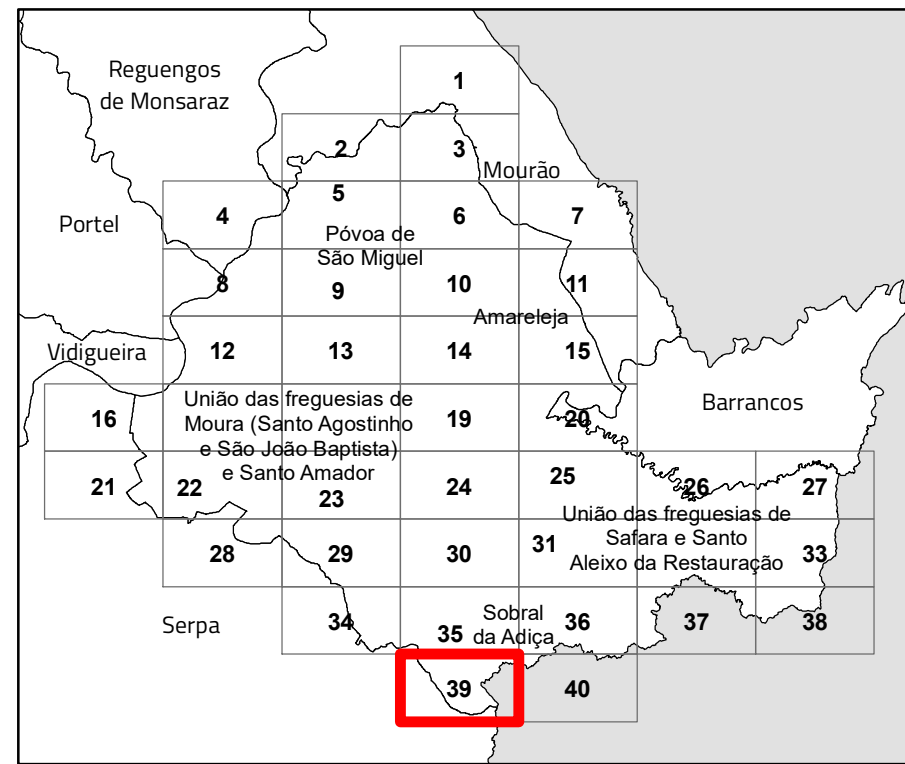 Reguengos
de Monsaraz
1
2
3
Mourão
4
5
6
7
Portel
Póvoa de
São Miguel
8
9
10
11
Amareleja
Vidigueira
12
13
14
15
16
União das freguesias de
Moura (Santo Agostinho
e São João Baptista)
e Santo Amador
19
20
Barrancos
21
22
23
24
25
26
27
União das freguesias de
Safara e Santo
Aleixo da Restauração
28
29
30
31
33
Serpa
34
35
Sobral
da Adiça
36
37
38
39
40